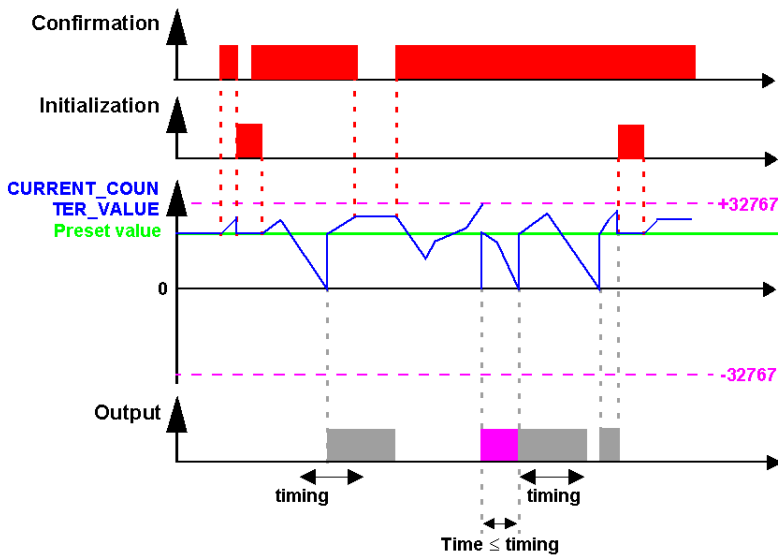 Confirmation
Initialization
CURRENT_COUN
TER_VALUE
+32767
Preset value
0
-32767
Output
timing
timing
Time ≤ timing